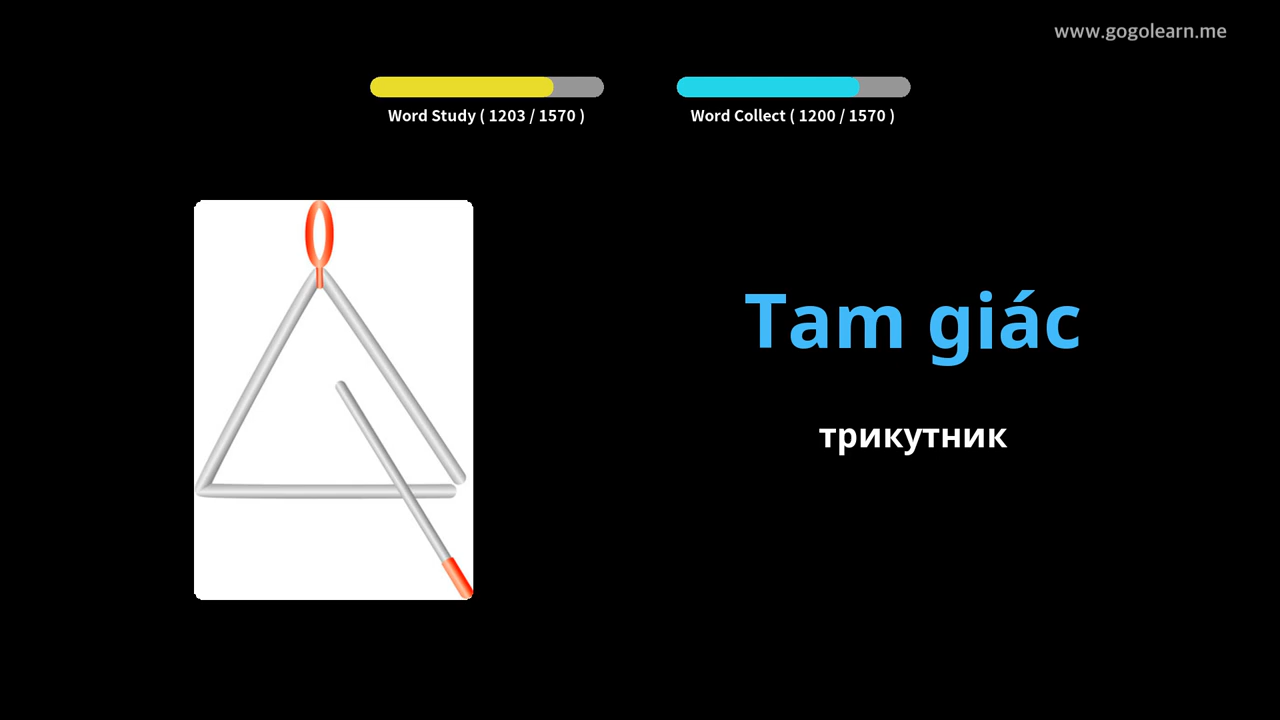 www.gogolearn.me
Word Study ( 1203 / 1570 )
Word Collect ( 1200 / 1570 )
Tam giác
трикутник